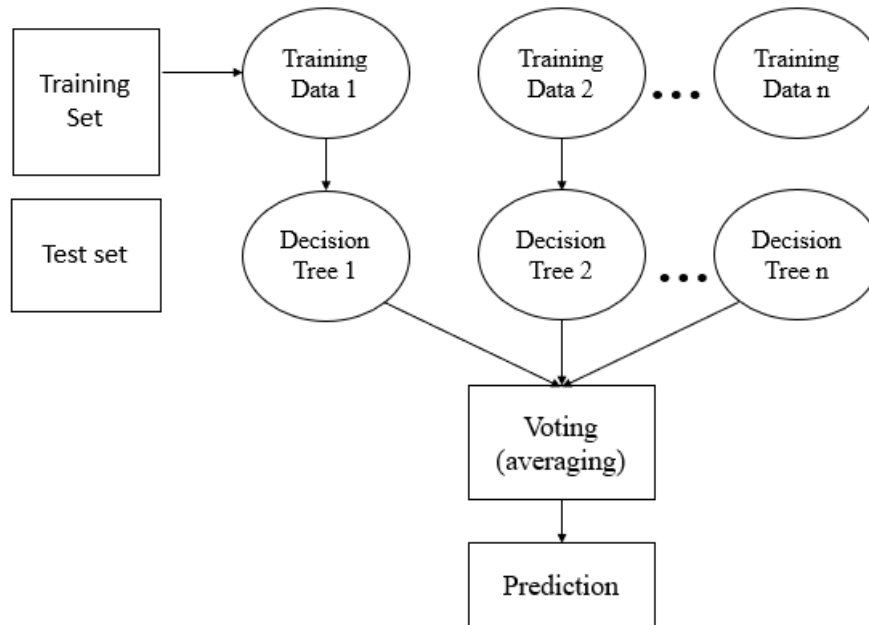 Training
Set
Training
Data 1
Training
Data 2
...
Training
Data n
Test set
Decision
Tree 1
Decision
Tree 2
...
Decision
Tree n
Voting
(averaging)
Prediction